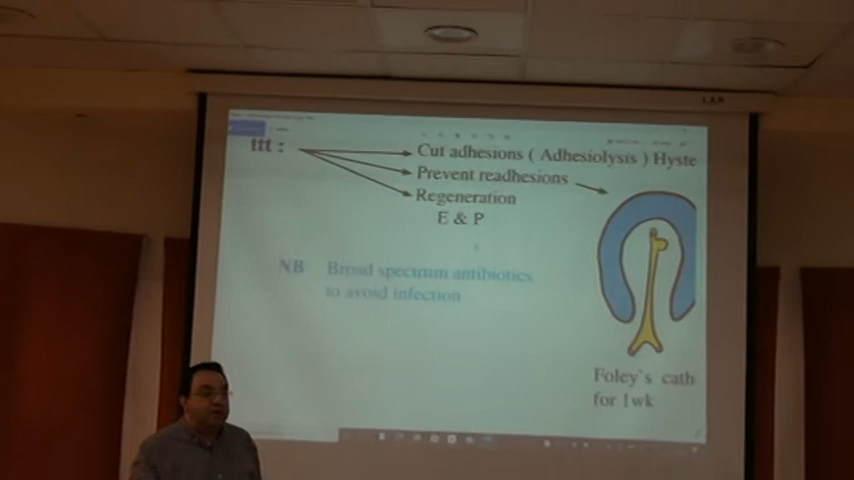 ttt :
Cut adhesions ( Adhesiolysis ) Hyste
Prevent readhesions
Regeneration
E & P
NB Broad spectrum antibiotics
to avoid infection
Foley`s cath
for 1wk